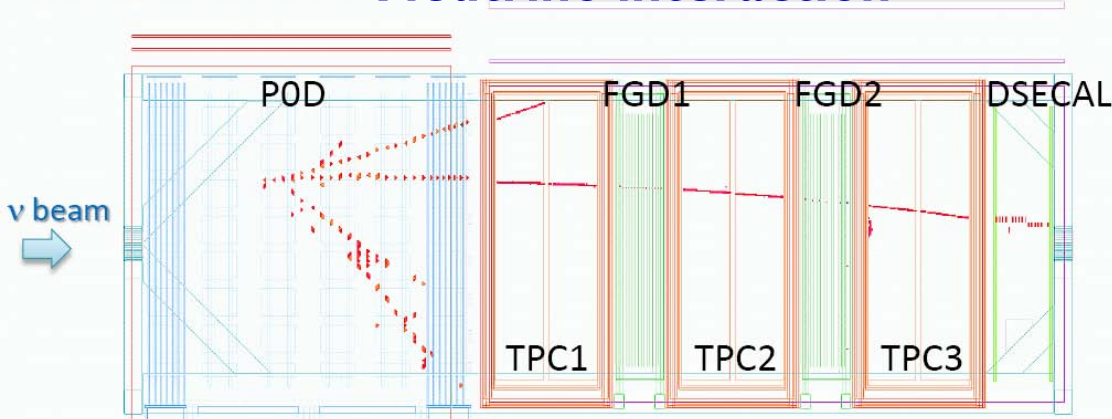 P0D
FGD1
FGD2
DSECAL
ν beam
TPC1
TPC2
TPC3